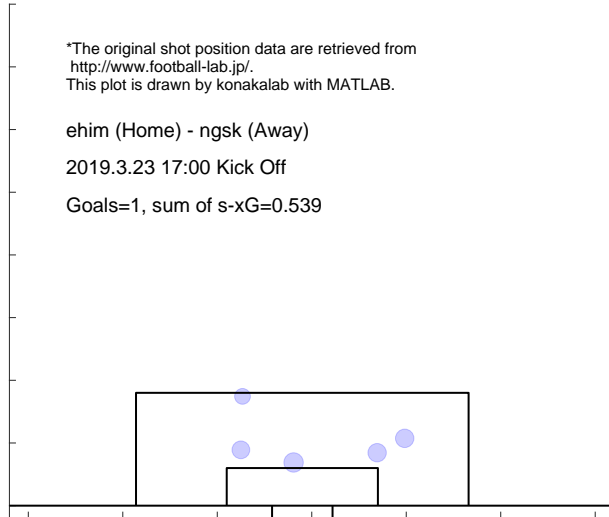 *The original shot position data are retrieved from
http://www.football-lab.jp/.
This plot is drawn by konakalab with MATLAB.
ehim (Home) - ngsk (Away)
2019.3.23 17:00 Kick Off
Goals=1, sum of s-xG=0.539